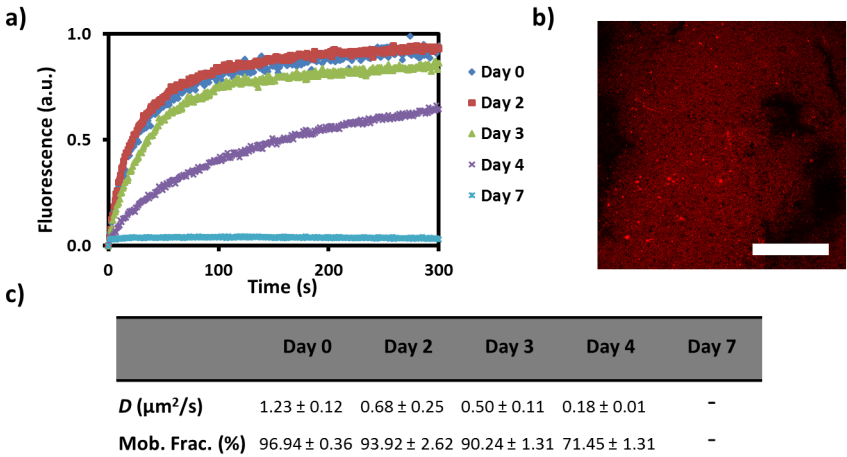 a)
b)
Fluorescence (a.u.)
1.0
0.5
0.0
0
100
200
300
Time (s)
Day 0
Day 2
Day 3
Day 4
Day 7
c)
Day 0 Day 2 Day 3 Day 4 Day 7
D (µm²/s) 1.23 ± 0.12 0.68 ± 0.25 0.50 ± 0.11 0.18 ± 0.01 -
Mob. Frac. (%) 96.94 ± 0.36 93.92 ± 2.62 90.24 ± 1.31 71.45 ± 1.31 -